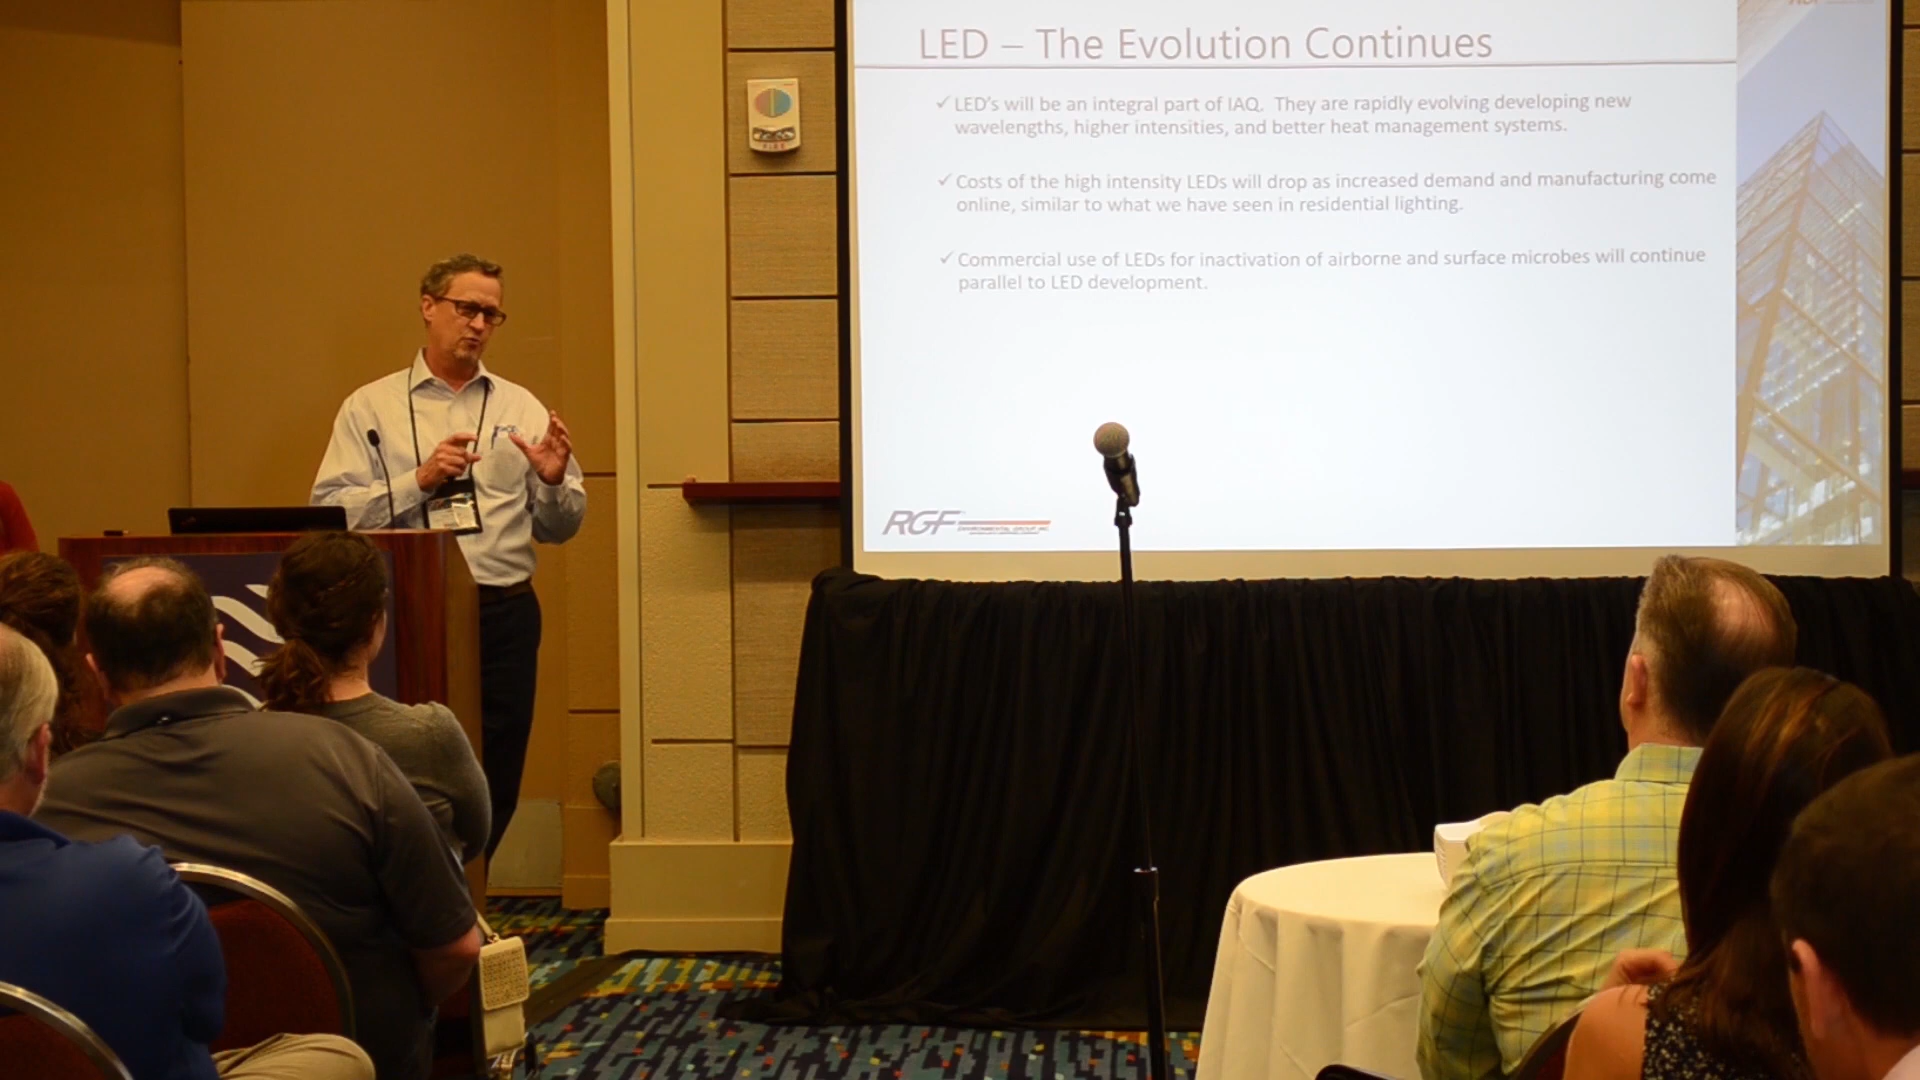 LED – The Evolution Continues
✓ LED's will be an integral part of IAQ. They are rapidly evolving developing new
wavelengths, higher intensities, and better heat management systems.
✓ Costs of the high intensity LEDs will drop as increased demand and manufacturing come
online, similar to what we have seen in residential lighting.
✓ Commercial use of LEDs for inactivation of airborne and surface microbes will continue
parallel to LED development.
RGF
ENVIRONMENTAL GROUP, INC.
FIRE